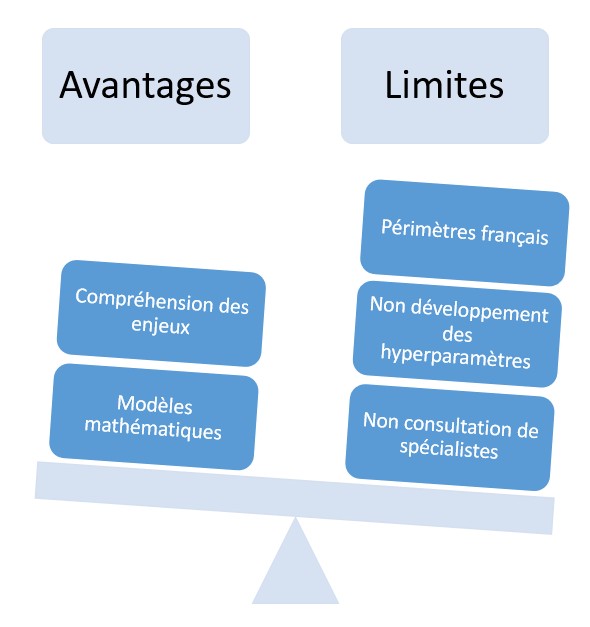 Avantages
Limites
Périmètres français
Compréhension des
enjeux
Non développement
des
hyperparamètres
Modèles
mathématiques
Non consultation de
spécialistes